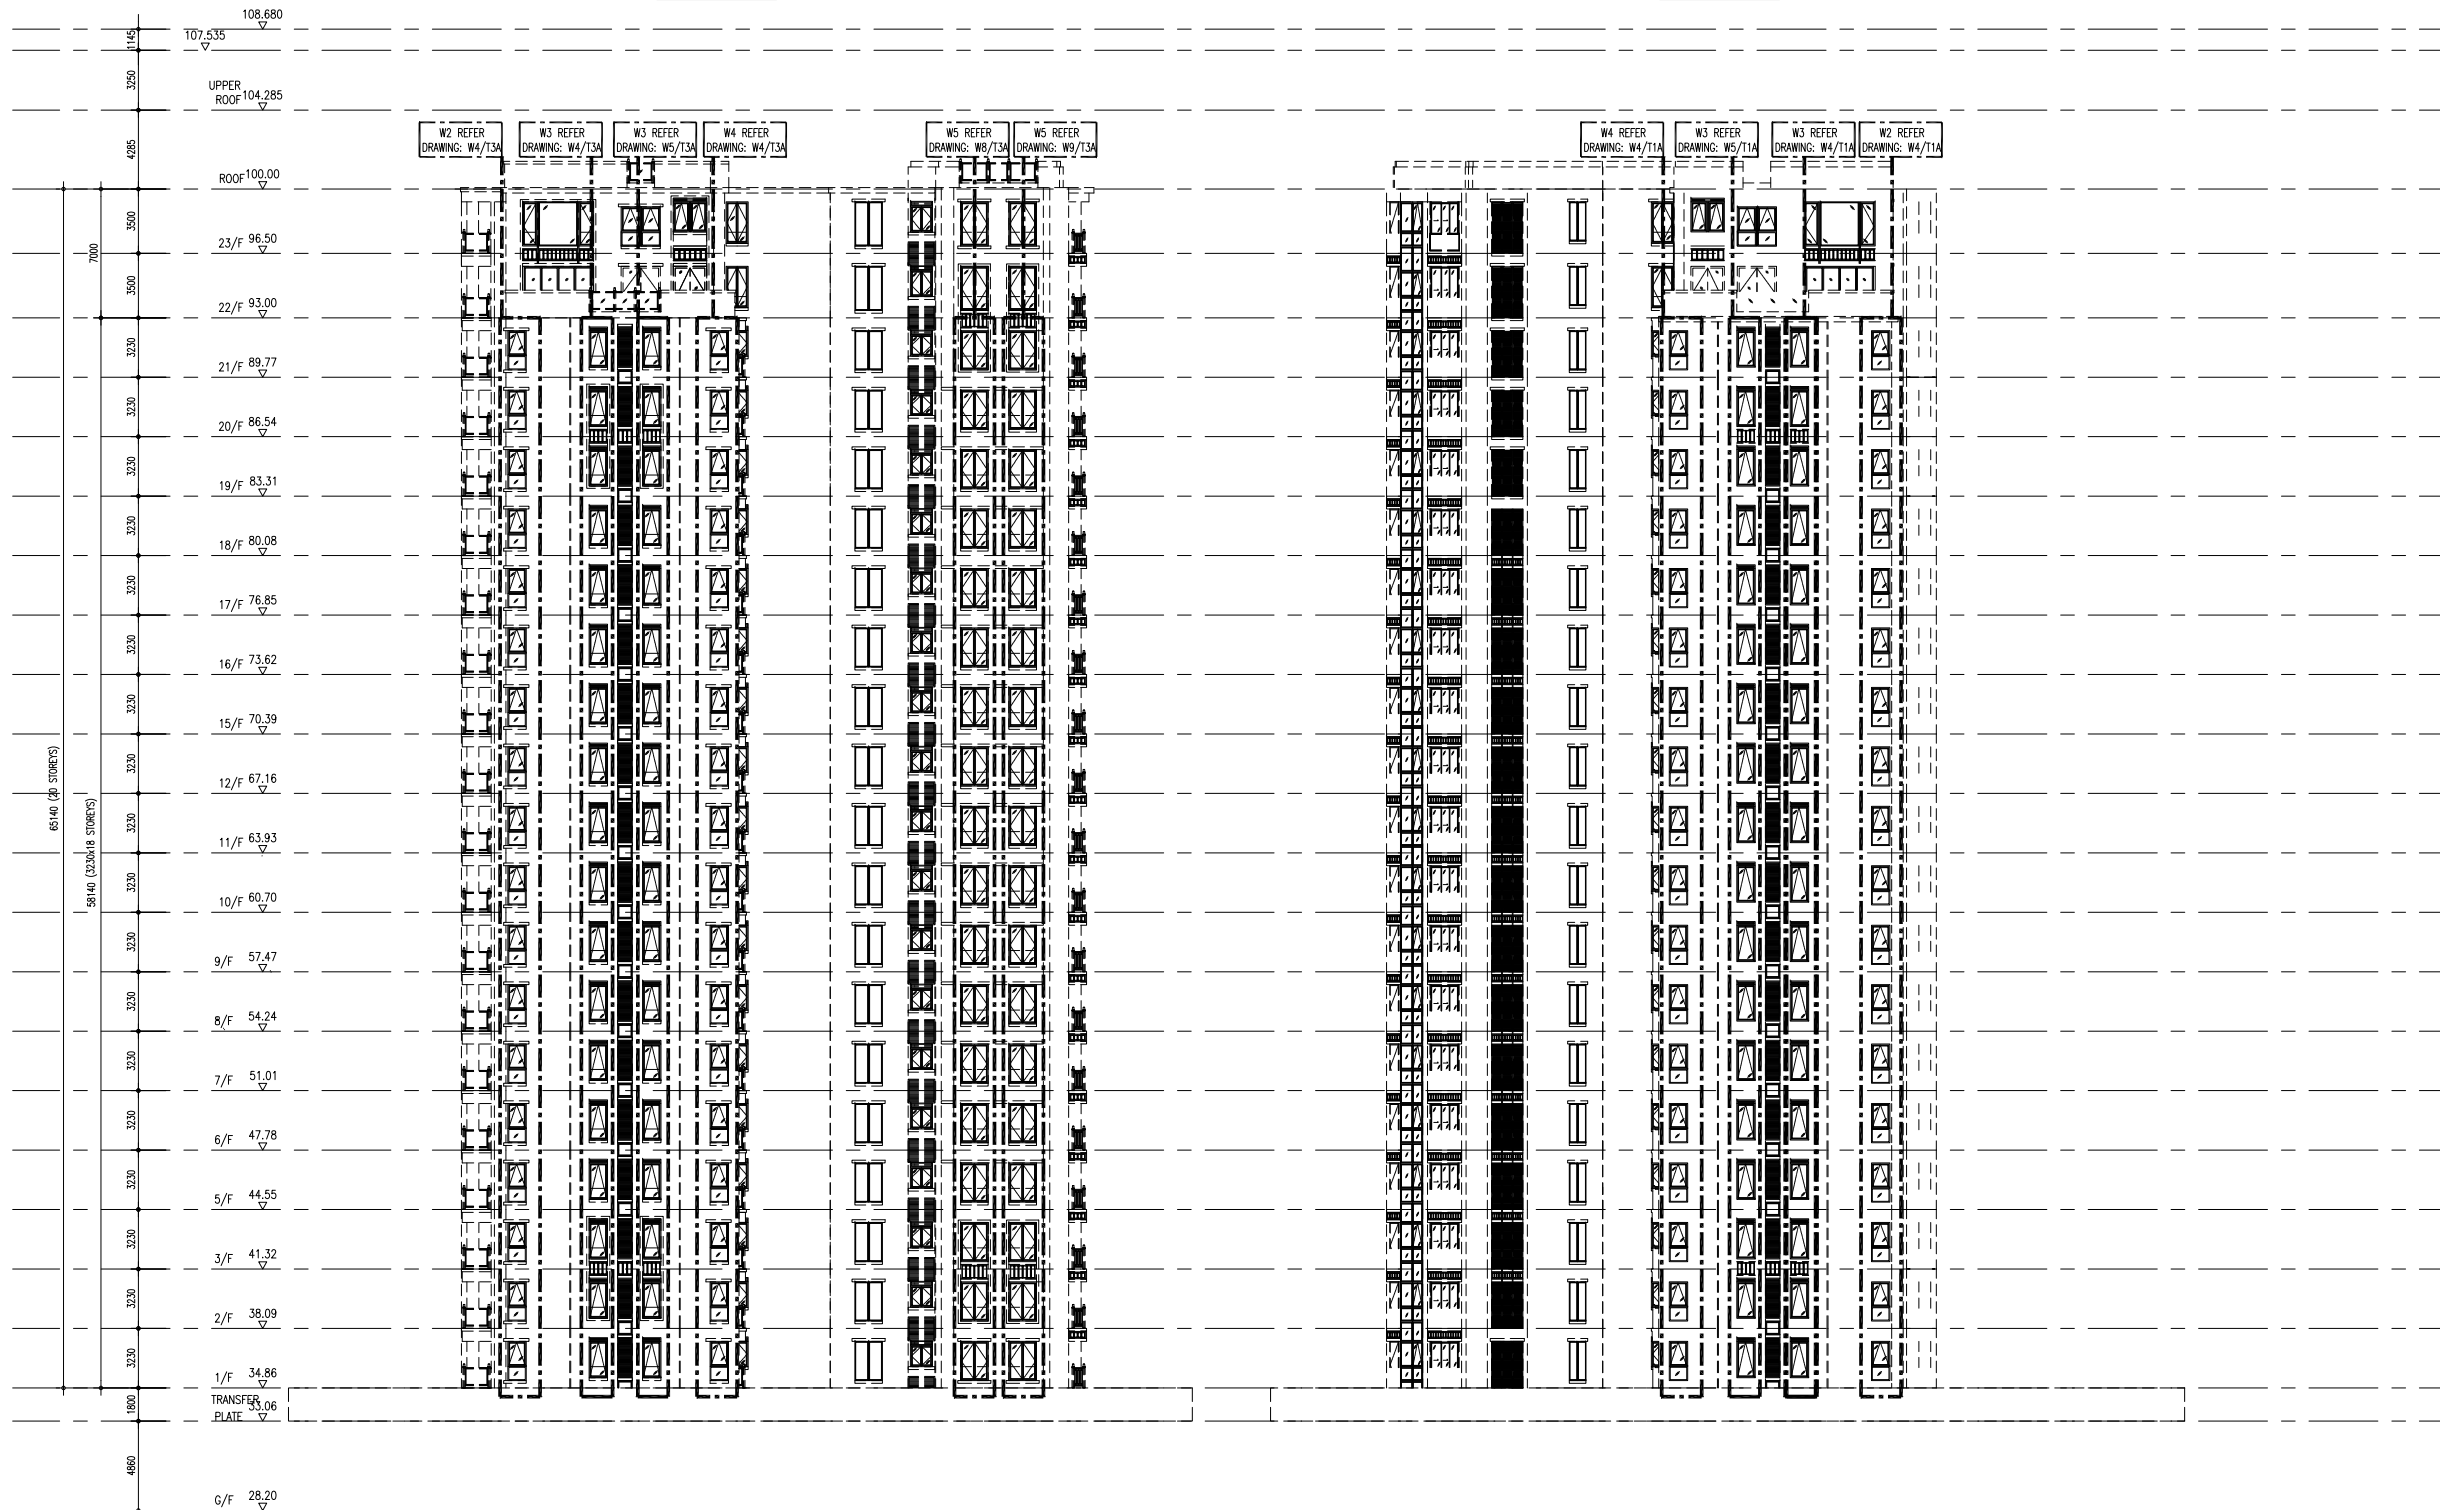 108.680
107.535
1145
3250
UPPER
ROOF 104.285
4285
W2 REFER
DRAWING: W4/T3A
W3 REFER
DRAWING: W4/T3A
W3 REFER
DRAWING: W5/T3A
W4 REFER
DRAWING: W4/T3A
W5 REFER
DRAWING: W8/T3A
W5 REFER
DRAWING: W9/T3A
W4 REFER
DRAWING: W4/T1A
W3 REFER
DRAWING: W5/T1A
W3 REFER
DRAWING: W4/T1A
W2 REFER
DRAWING: W4/T1A
ROOF 100.00
3500
23/F 96.50
7000
3500
22/F 93.00
3230
21/F 89.77
3230
20/F 86.54
3230
19/F 83.31
3230
18/F 80.08
3230
17/F 76.85
3230
16/F 73.62
3230
15/F 70.39
3230
12/F 67.16
65140 (20 STOREYS)
58140 (3230x18 STOREYS)
3230
11/F 63.93
3230
10/F 60.70
3230
9/F 57.47
3230
8/F 54.24
3230
7/F 51.01
3230
6/F 47.78
3230
5/F 44.55
3230
3/F 41.32
3230
2/F 38.09
3230
1/F 34.86
1800
TRANSFER
PLATE 33.06
4860
G/F 28.20